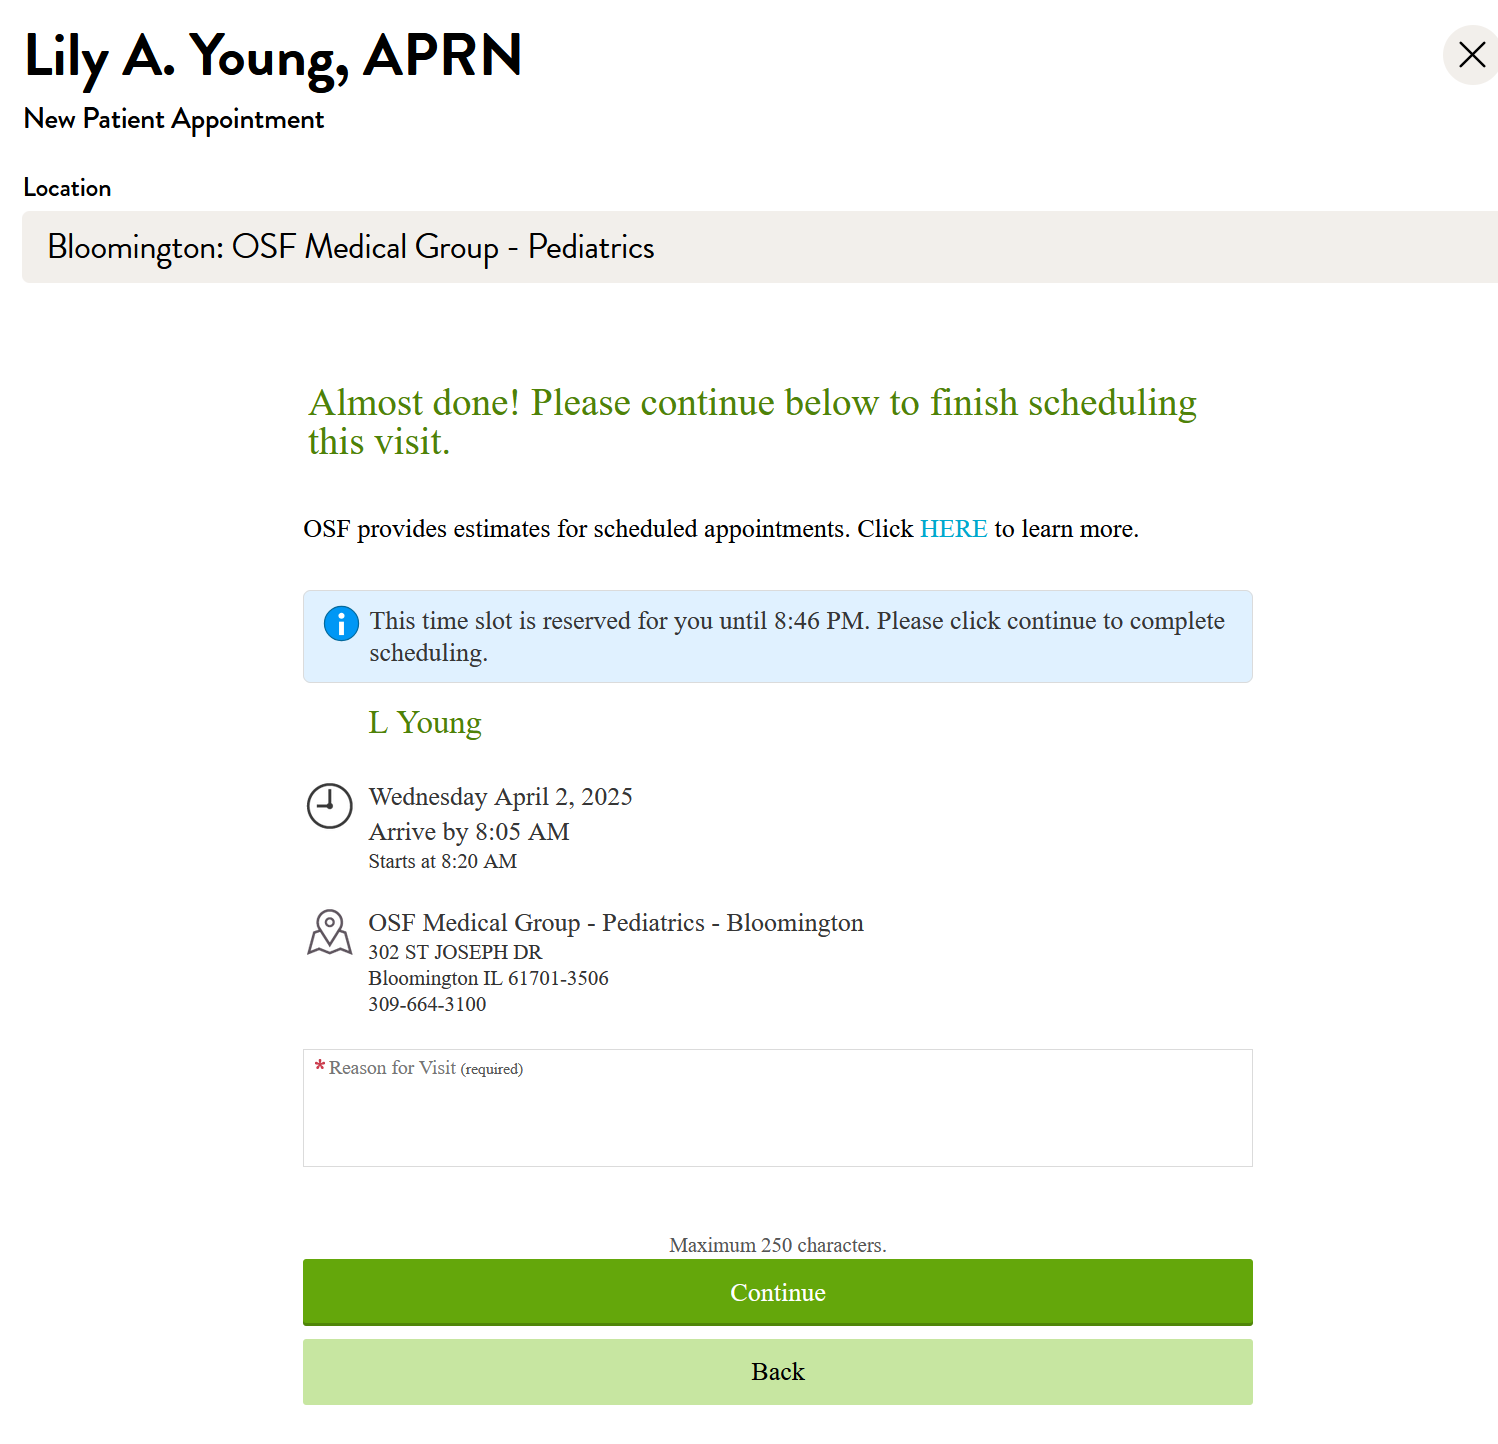 Lily A. Young, APRN
New Patient Appointment
Location
Bloomington: OSF Medical Group - Pediatrics
Almost done! Please continue below to finish scheduling
this visit.
OSF provides estimates for scheduled appointments. Click HERE to learn more.
This time slot is reserved for you until 8:46 PM. Please click continue to complete
scheduling.
L Young
Wednesday April 2, 2025
Arrive by 8:05 AM
Starts at 8:20 AM
OSF Medical Group - Pediatrics - Bloomington
302 ST JOSEPH DR
Bloomington IL 61701-3506
309-664-3100
*Reason for Visit (required)
Maximum 250 characters.
Continue
Back